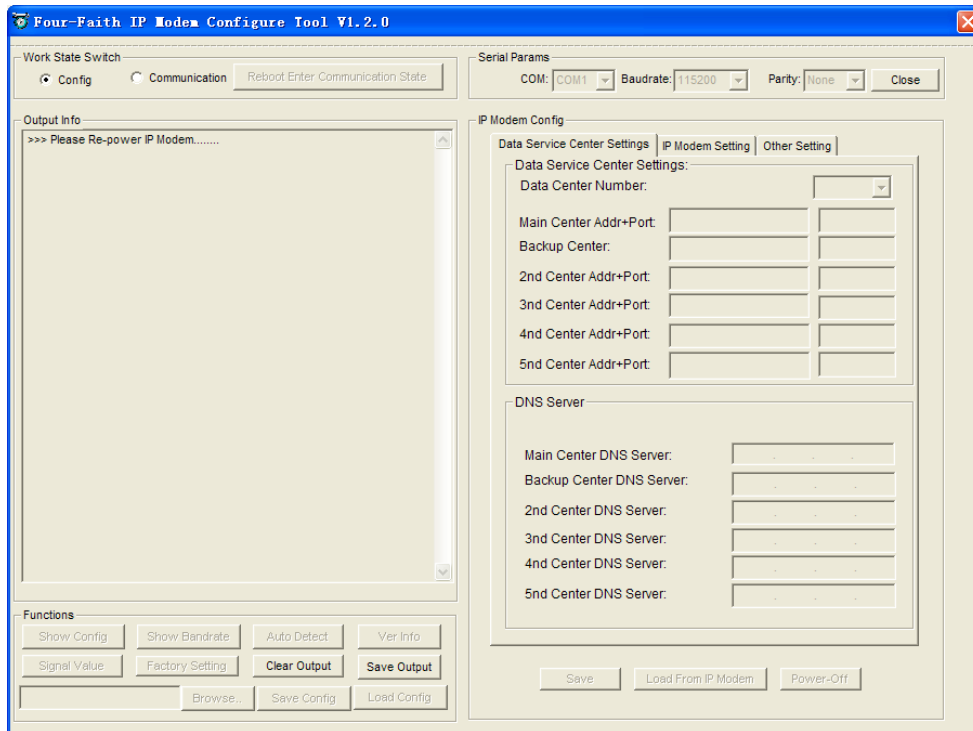 Four-Faith IP Modem Configure Tool V1.2.0
Work State Switch
Config
Communication
Reboot Enter Communication State
Serial Params
COM: COM1
Baudrate: 115200
Parity: None
Close
Output Info
>>> Please Re-power IP Modem........
IP Modem Config
Data Service Center Settings
IP Modem Setting
Other Setting
Data Service Center Settings:
Data Center Number:
Main Center Addr+Port:
Backup Center:
2nd Center Addr+Port:
3nd Center Addr+Port:
4nd Center Addr+Port:
5nd Center Addr+Port:
DNS Server
Main Center DNS Server:
Backup Center DNS Server:
2nd Center DNS Server:
3nd Center DNS Server:
4nd Center DNS Server:
5nd Center DNS Server:
Functions
Show Config
Show Bandrate
Auto Detect
Ver Info
Signal Value
Factory Setting
Clear Output
Save Output
Browse..
Save Config
Load Config
Save
Load From IP Modem
Power-Off